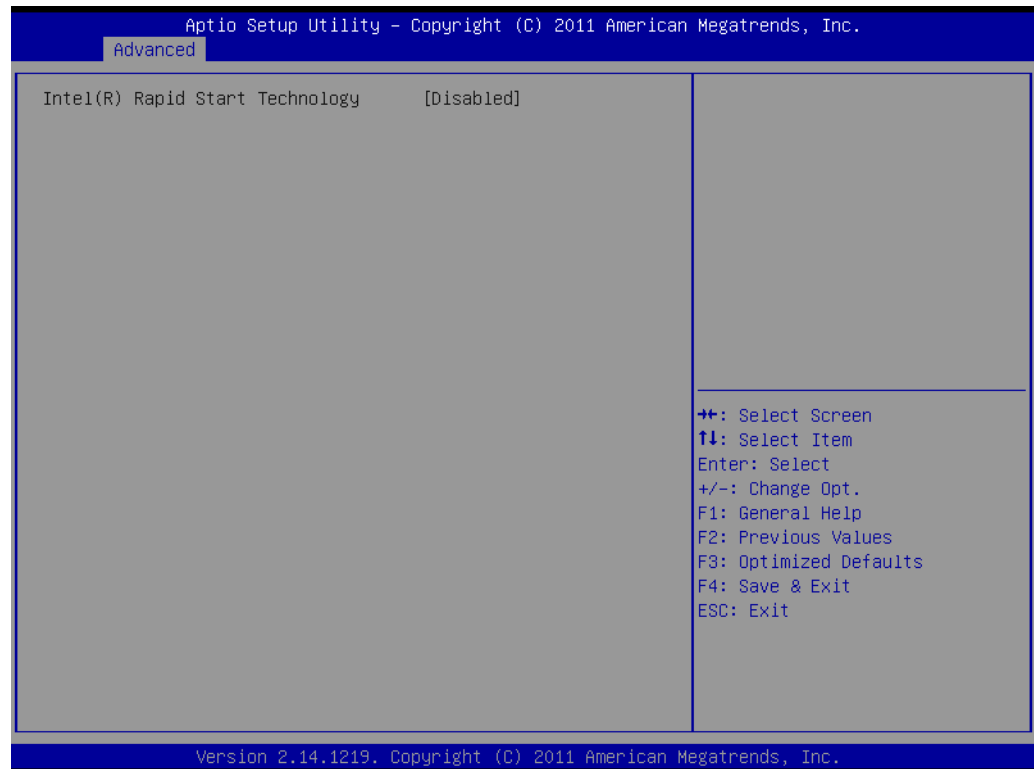 Aptio Setup Utility – Copyright (C) 2011 American Megatrends, Inc.
Advanced
Intel(R) Rapid Start Technology [Disabled]
→←: Select Screen
↑↓: Select Item
Enter: Select
+/-: Change Opt.
F1: General Help
F2: Previous Values
F3: Optimized Defaults
F4: Save & Exit
ESC: Exit
Version 2.14.1219. Copyright (C) 2011 American Megatrends, Inc.